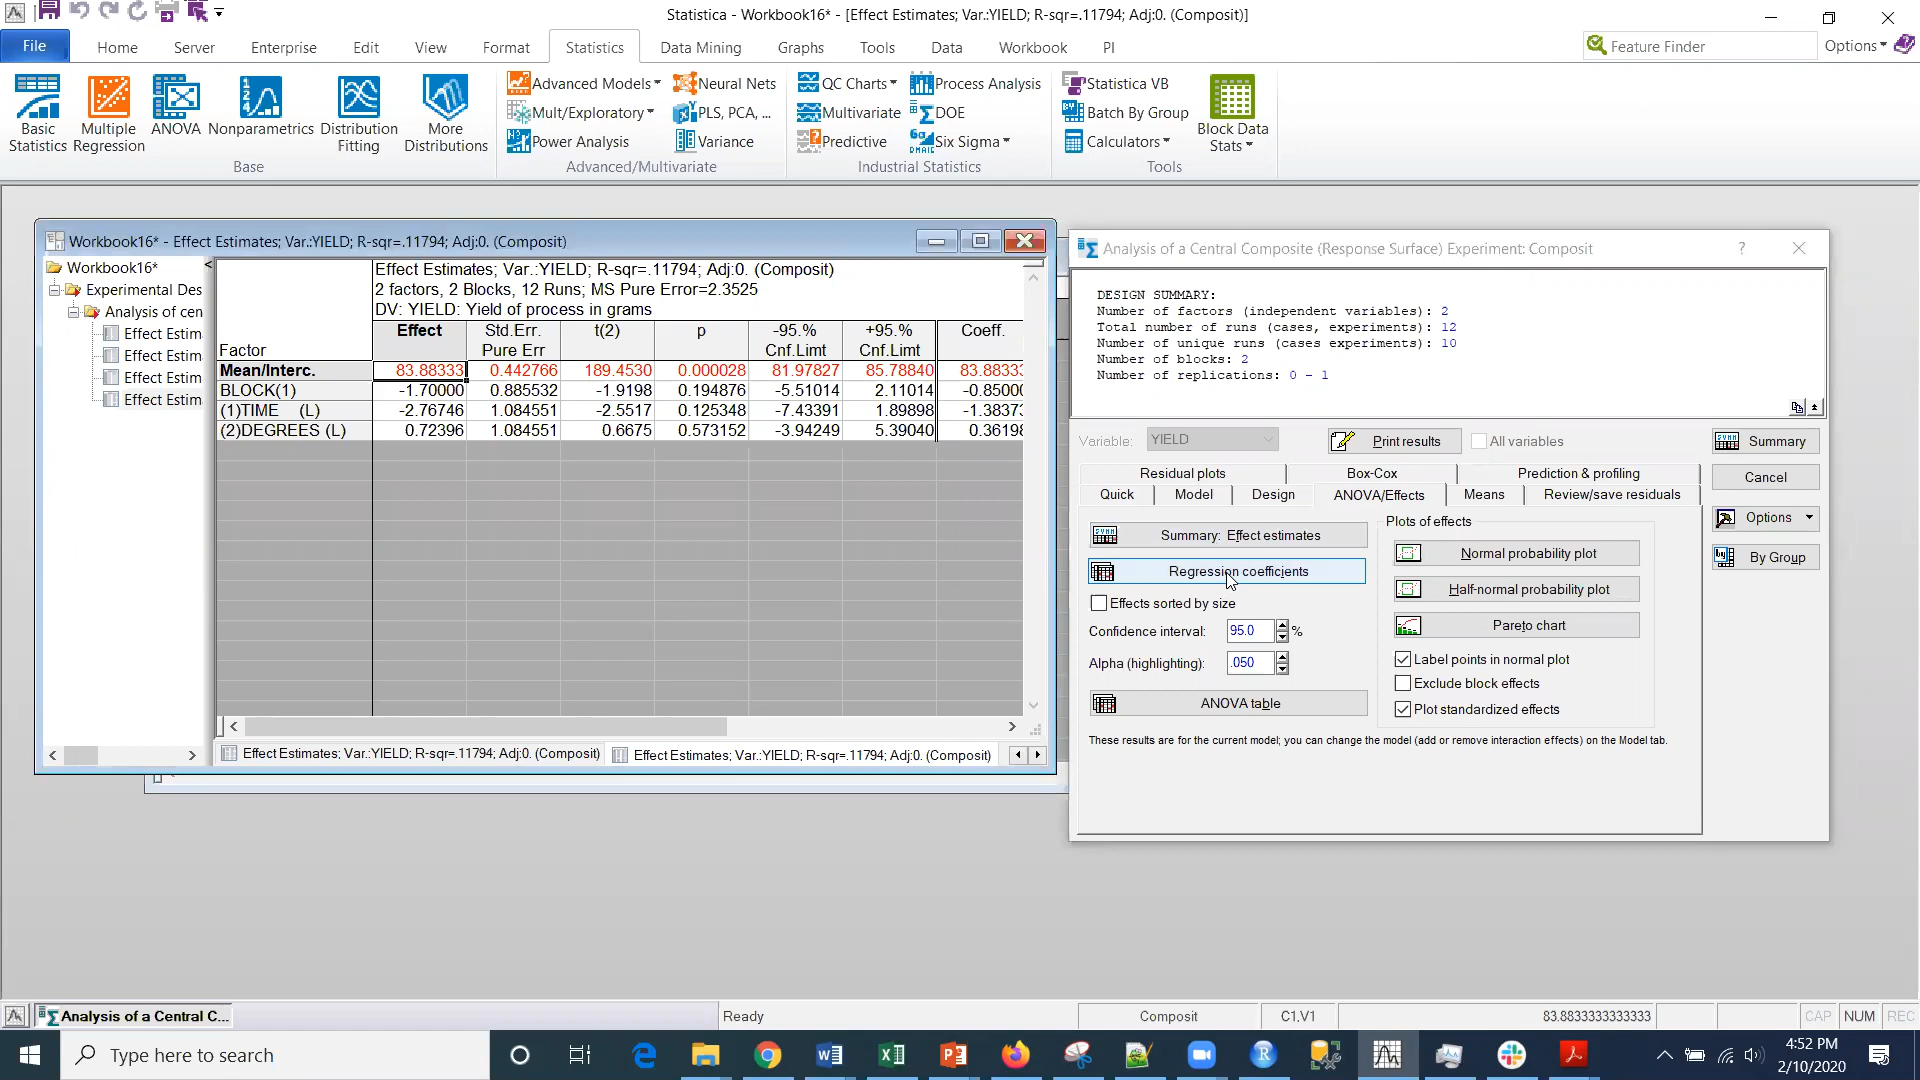 Statistica - Workbook16* - [Effect Estimates; Var.:YIELD; R-sqr=.11794; Adj:0. (Composit)]
File Home Server Enterprise Edit View Format Statistics Data Mining Graphs Tools Data Workbook PI Feature Finder Options
Basic Statistics
Multiple Regression
ANOVA
Nonparametrics
Distribution Fitting
More Distributions
Base
Advanced Models Neural Nets
Mult/Exploratory PLS, PCA, ...
Power Analysis Variance
Advanced/Multivariate
QC Charts Process Analysis
Multivariate DOE
Predictive Six Sigma
Industrial Statistics
Statistica VB
Batch By Group
Calculators
Block Data Stats
Tools
Workbook16* - Effect Estimates; Var.:YIELD; R-sqr=.11794; Adj:0. (Composit)
Workbook16*
Experimental Des
Analysis of cen
Effect Estim
Effect Estim
Effect Estim
Effect Estim
Effect Estimates; Var.:YIELD; R-sqr=.11794; Adj:0. (Composit)
2 factors, 2 Blocks, 12 Runs; MS Pure Error=2.3525
DV: YIELD: Yield of process in grams
Effect Std.Err. t(2) p -95.% +95.% Coeff.
Factor Pure Err Cnf.Limt Cnf.Limt
Mean/Interc. 83.88333 0.442766 189.4530 0.000028 81.97827 85.78840 83.88333
BLOCK(1) -1.70000 0.885532 -1.9198 0.194876 -5.51014 2.11014 -0.85000
(1)TIME (L) -2.76746 1.084551 -2.5517 0.125348 -7.43391 1.89898 -1.38373
(2)DEGREES (L) 0.72396 1.084551 0.6675 0.573152 -3.94249 5.39040 0.36198
Effect Estimates; Var.:YIELD; R-sqr=.11794; Adj:0. (Composit) Effect Estimates; Var.:YIELD; R-sqr=.11794; Adj:0. (Composit)
Analysis of a Central Composite (Response Surface) Experiment: Composit
DESIGN SUMMARY:
Number of factors (independent variables): 2
Total number of runs (cases, experiments): 12
Number of unique runs (cases experiments): 10
Number of blocks: 2
Number of replications: 0 - 1
Variable: YIELD Print results All variables Summary
Residual plots Box-Cox Prediction & profiling Cancel
Quick Model Design ANOVA/Effects Means Review/save residuals
Options
By Group
Summary: Effect estimates
Regression coefficients
Effects sorted by size
Confidence interval: 95.0 %
Alpha (highlighting): .050
ANOVA table
Plots of effects
Normal probability plot
Half-normal probability plot
Pareto chart
Label points in normal plot
Exclude block effects
Plot standardized effects
These results are for the current model; you can change the model (add or remove interaction effects) on the Model tab.
Analysis of a Central C... Ready Composit C1,V1 83.8833333333333 CAP NUM REC
Type here to search
4:52 PM
2/10/2020